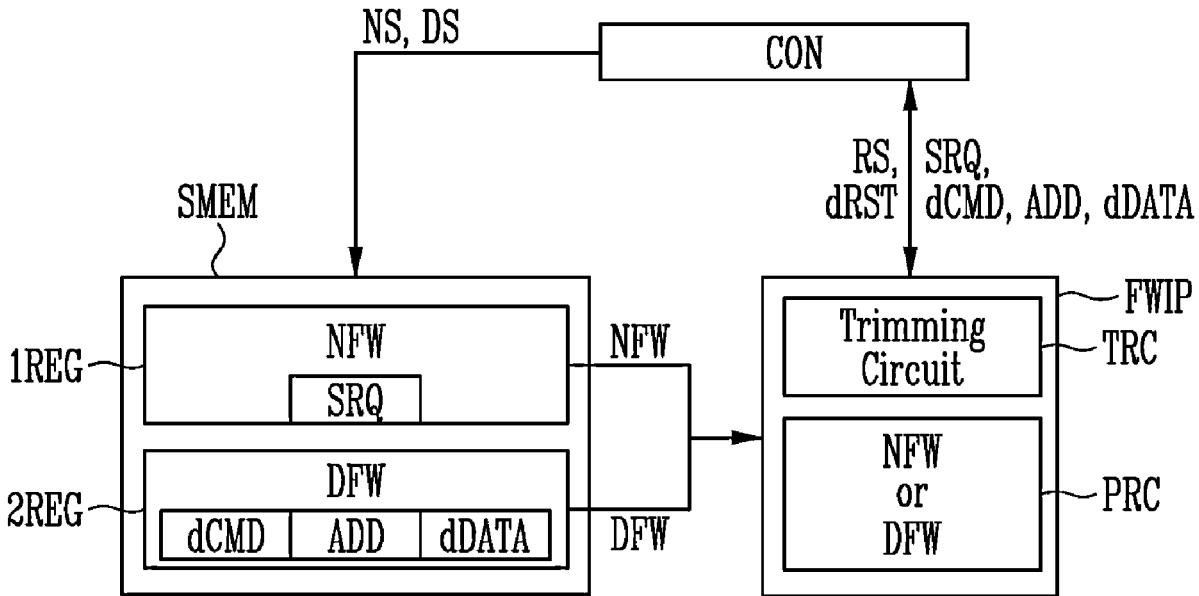 NS, DS
CON
RS,
dRST
SRQ,
dCMD, ADD, dDATA
SMEM
1REG
NFW
SRQ
2REG
DFW
dCMD
ADD
dDATA
NFW
DFW
FWIP
Trimming
Circuit
TRC
NFW
or
DFW
PRC